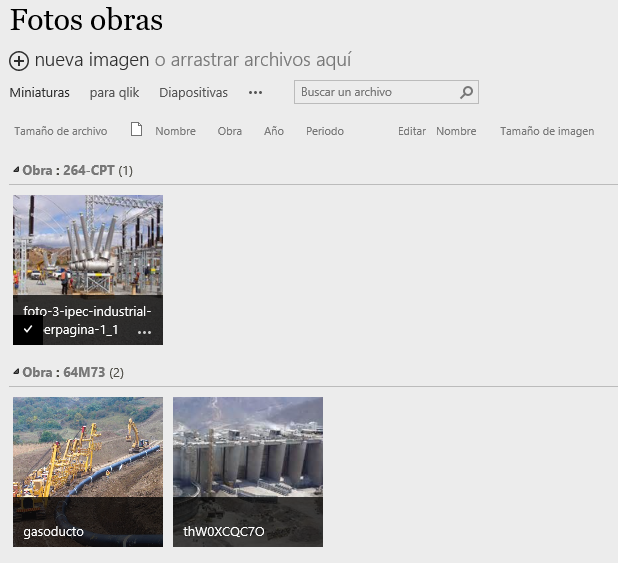 Fotos obras
nueva imagen o arrastrar archivos aquí
Miniaturas para qlik Diapositivas ...
Buscar un archivo
Tamaño de archivo Nombre Obra Año Periodo Editar Nombre Tamaño de imagen
Obra : 264-CPT (1)
foto-3-ipec-industrial-
erpagina-1_1 ...
Obra : 64M73 (2)
gasoducto
thW0XCQC7O